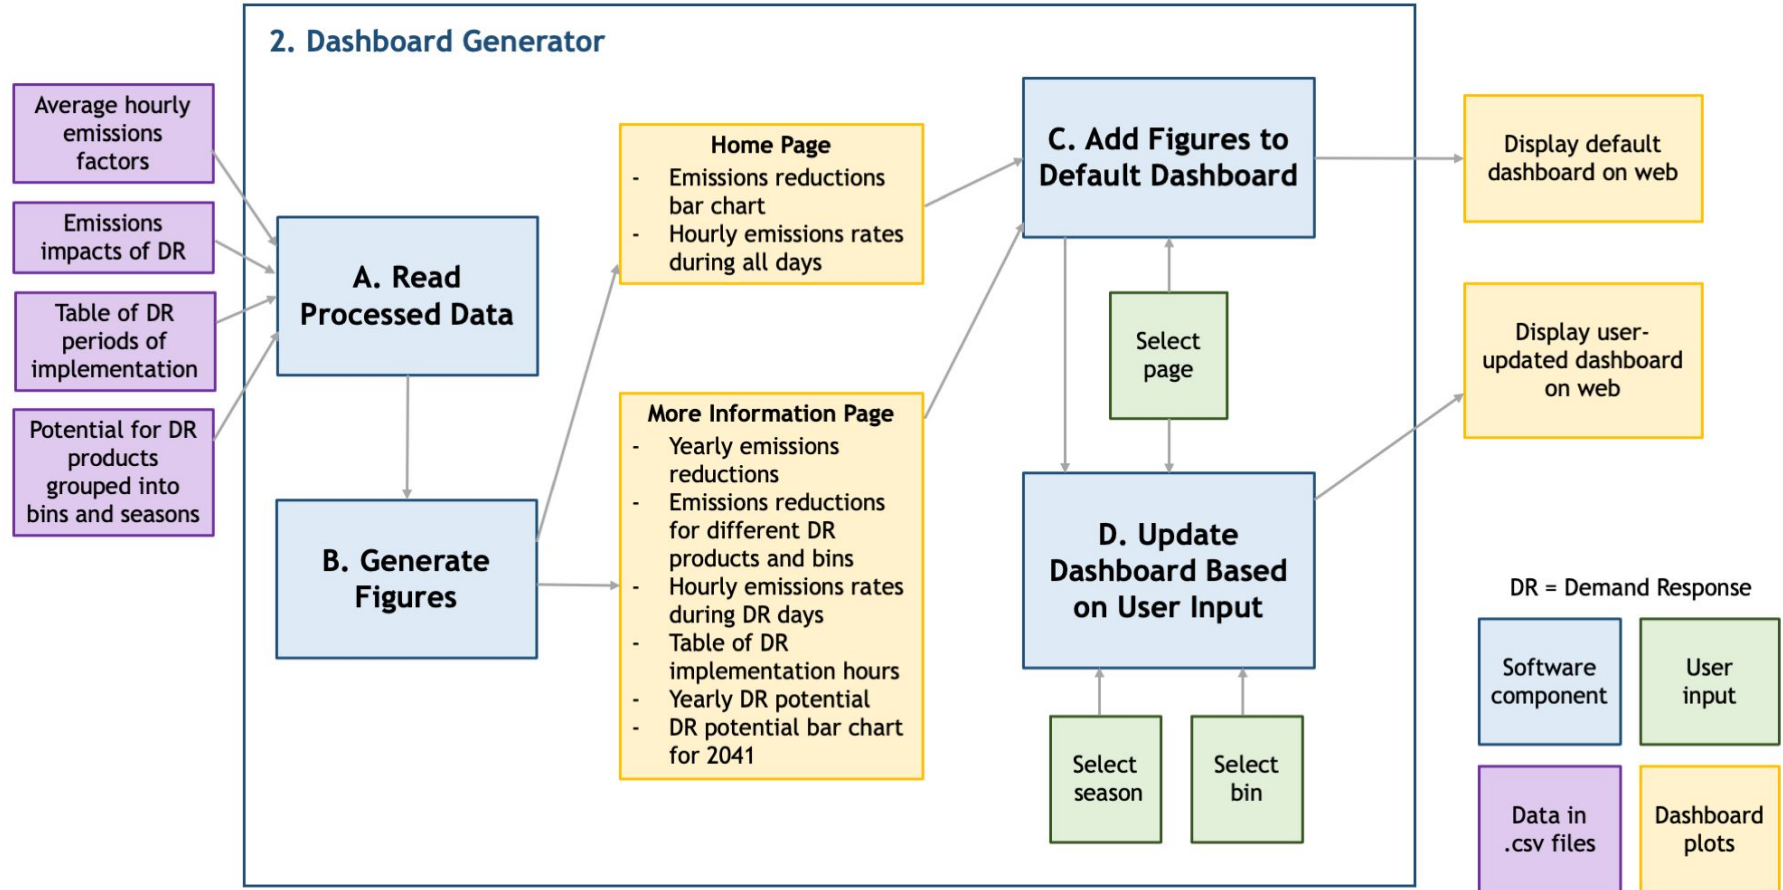 2. Dashboard Generator
Average hourly
emissions
factors
Emissions
impacts of DR
Table of DR
periods of
implementation
Potential for DR
products
grouped into
bins and seasons
A. Read
Processed Data
B. Generate
Figures
Home Page
- Emissions reductions
bar chart
- Hourly emissions rates
during all days
More Information Page
- Yearly emissions
reductions
- Emissions reductions
for different DR
products and bins
- Hourly emissions rates
during DR days
- Table of DR
implementation hours
- Yearly DR potential
- DR potential bar chart
for 2041
C. Add Figures to
Default Dashboard
Select
page
D. Update
Dashboard Based
on User Input
Select
season
Select
bin
Display default
dashboard on web
Display user-
updated dashboard
on web
DR = Demand Response
Software
component
User
input
Data in
.csv files
Dashboard
plots